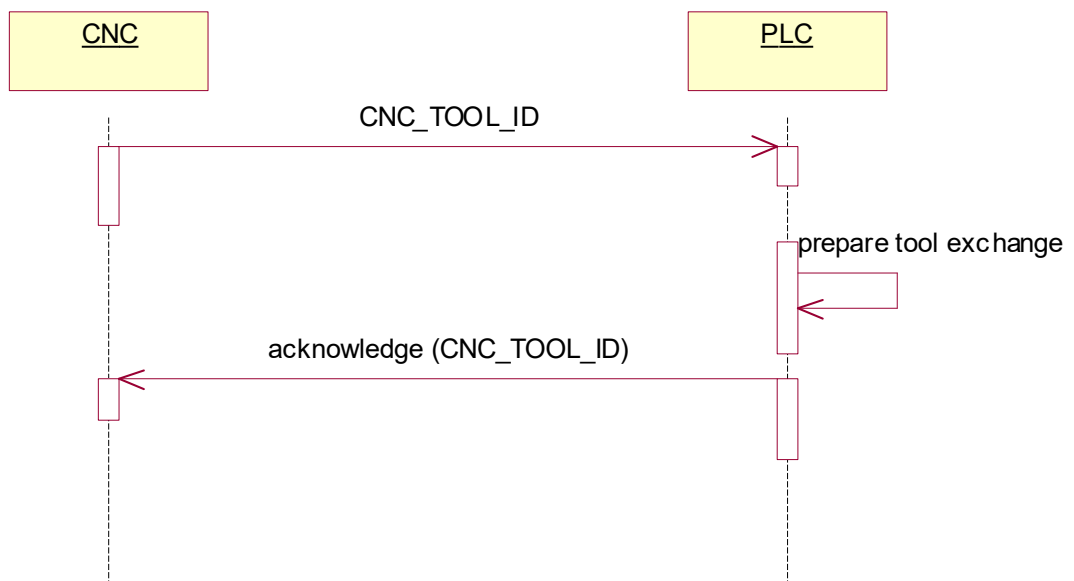 CNC
PLC
CNC_TOOL_ID
prepare tool exchange
acknowledge (CNC_TOOL_ID)